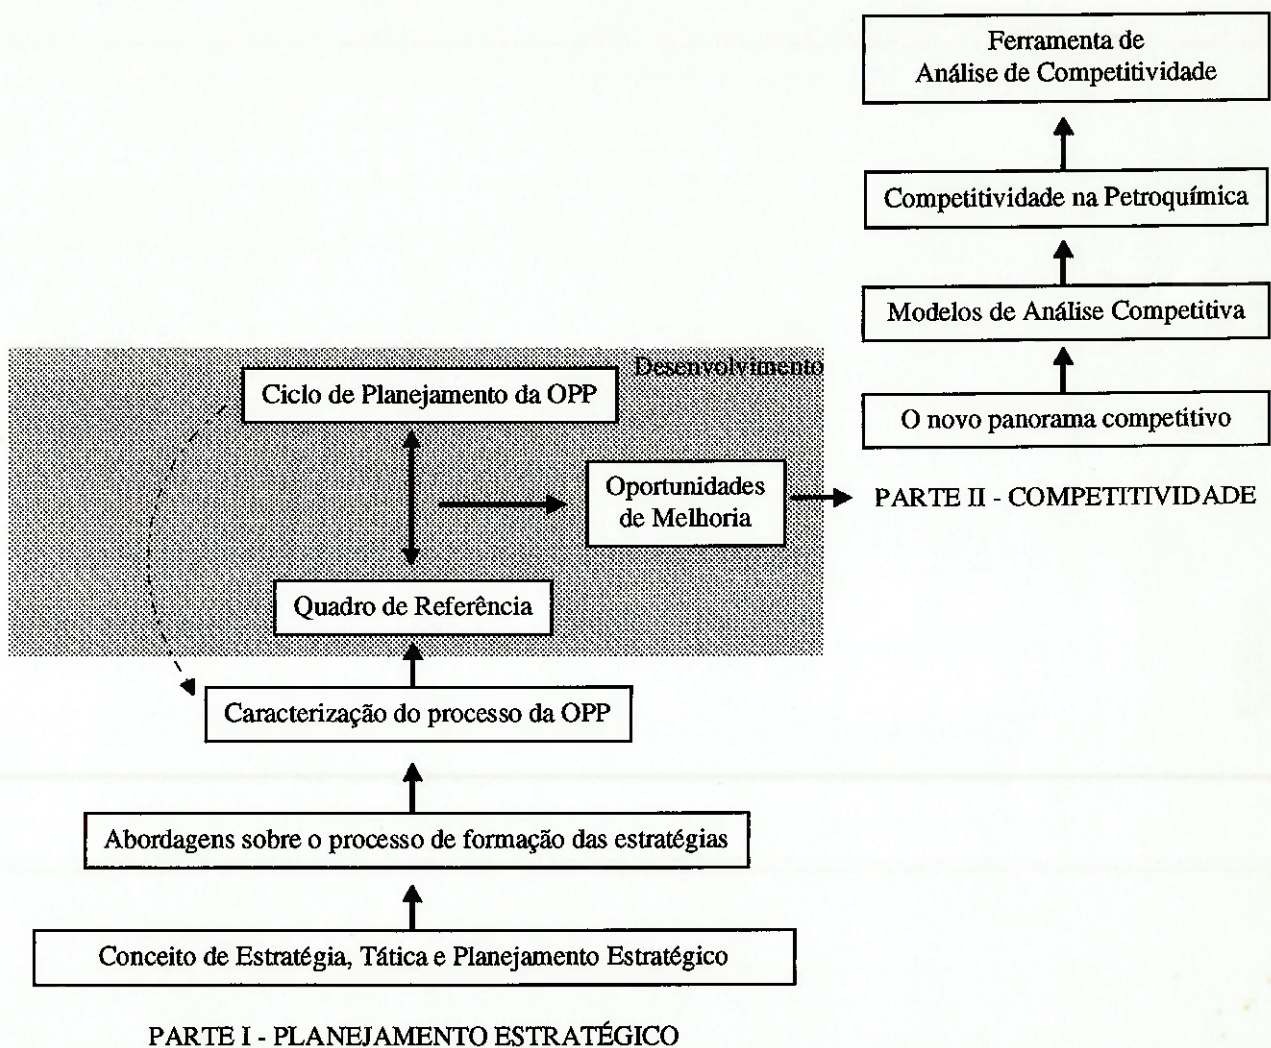 Ferramenta de
Análise de Competitividade
Competitividade na Petroquímica
Modelos de Análise Competitiva
Desenvolvimento
Ciclo de Planejamento da OPP
O novo panorama competitivo
Oportunidades
de Melhoria
PARTE II - COMPETITIVIDADE
Quadro de Referência
Caracterização do processo da OPP
Abordagens sobre o processo de formação das estratégias
Conceito de Estratégia, Tática e Planejamento Estratégico
PARTE I - PLANEJAMENTO ESTRATÉGICO